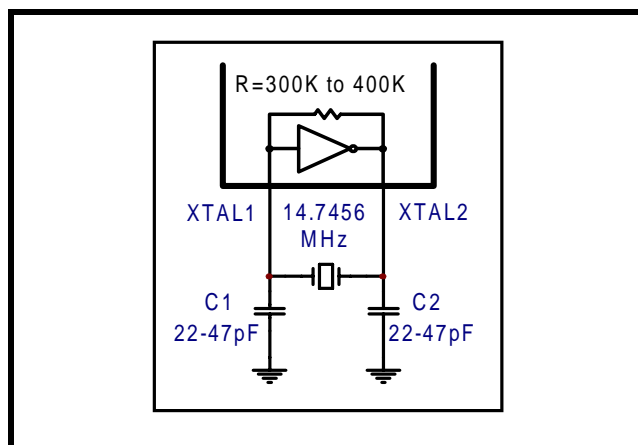 R=300K to 400K
XTAL1
14.7456
MHz
XTAL2
C1
22-47pF
C2
22-47pF